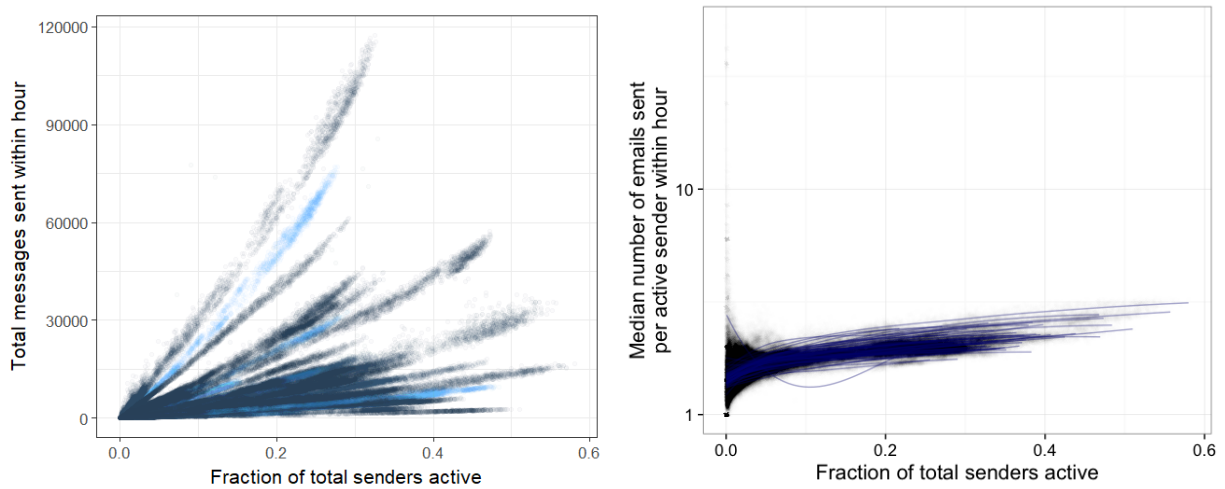 Total messages sent within hour
120000
90000
60000
30000
0
0.0 0.2 0.4 0.6
Fraction of total senders active
Median number of emails sent
per active sender within hour
10
1
0.0 0.2 0.4 0.6
Fraction of total senders active